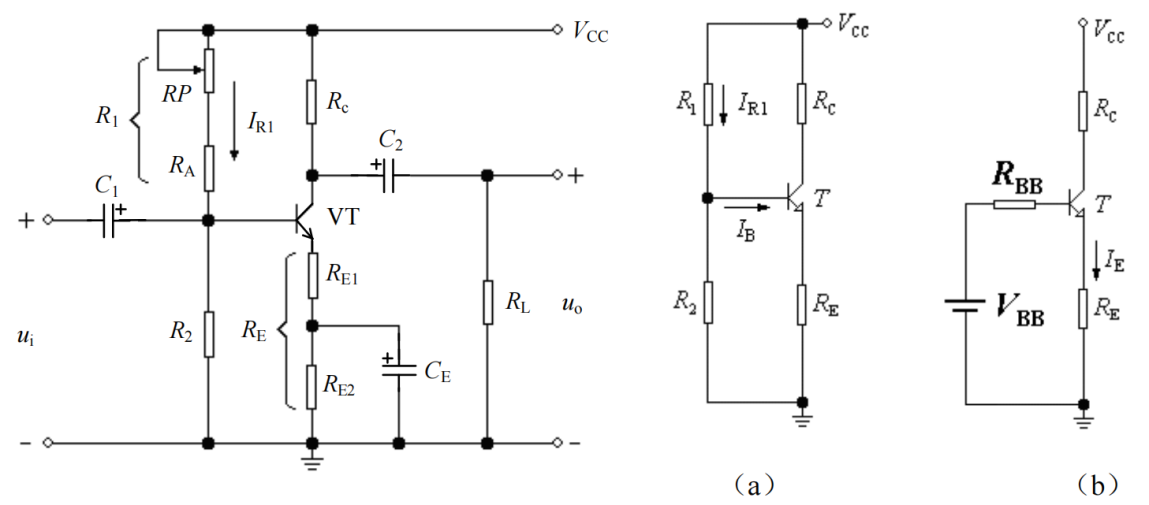 V_CC
RP
R_c
R_1
I_R1
C_2
R_A
C_1
+
+
+
+
VT
R_E1
R_2
R_E
R_L
u_o
u_i
+
C_E
R_E2
-
-
V_CC
R_1
I_R1
R_C
T
I_B
R_2
R_E
(a)
V_CC
R_C
R_BB
T
I_E
V_BB
R_E
(b)